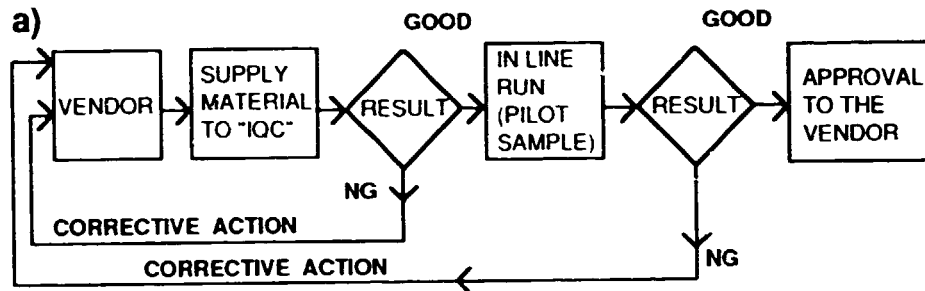 a)
GOOD
GOOD
VENDOR
SUPPLY
MATERIAL
TO "IQC"
RESULT
IN LINE
RUN
(PILOT
SAMPLE)
RESULT
APPROVAL
TO THE
VENDOR
NG
CORRECTIVE ACTION
NG
CORRECTIVE ACTION